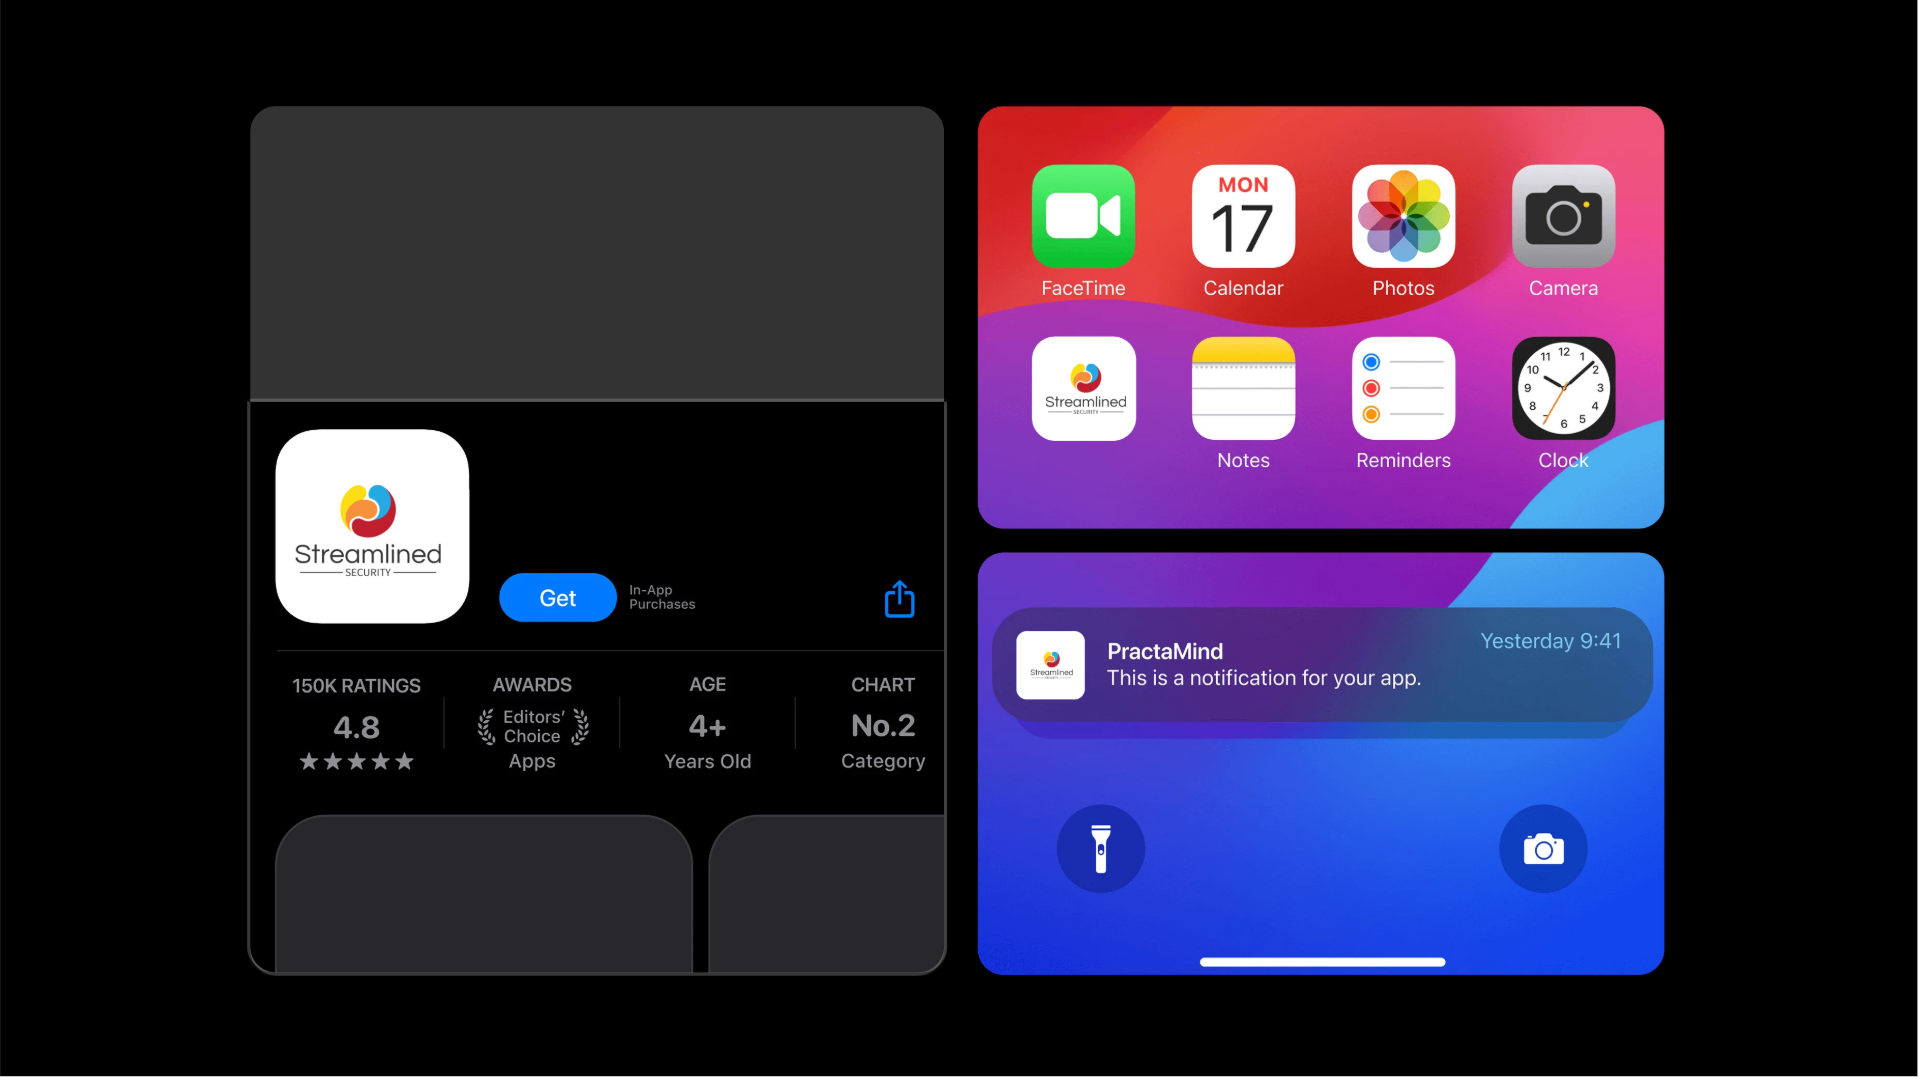 Streamlined
SECURITY
Get
In-App
Purchases
150K RATINGS
4.8
AWARDS
Editors’
Choice
Apps
AGE
4+
Years Old
CHART
No.2
Category
MON
17
FaceTime
Calendar
Photos
Camera
Streamlined
SECURITY
12
1
2
3
4
5
6
7
8
9
10
11
Notes
Reminders
Clock
Streamlined
SECURITY
PractaMind
Yesterday 9:41
This is a notification for your app.